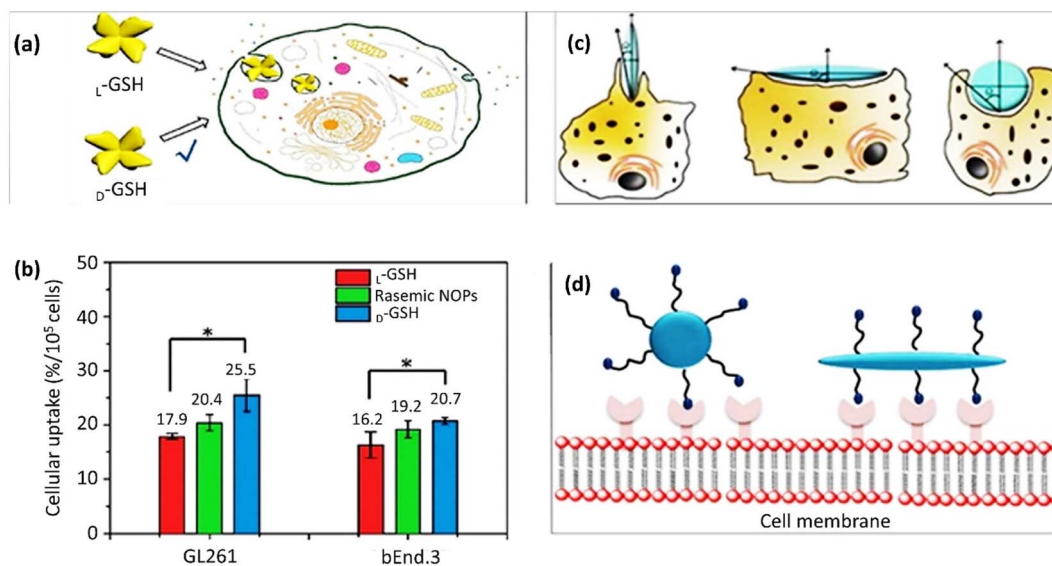 (a)
L-GSH
D-GSH
(c)
(b)
Cellular uptake (%/10⁵ cells)
50
40
30
20
10
0
L-GSH
Rasemic NOPs
D-GSH
*
17.9
20.4
25.5
*
16.2
19.2
20.7
GL261
bEnd.3
(d)
Cell membrane